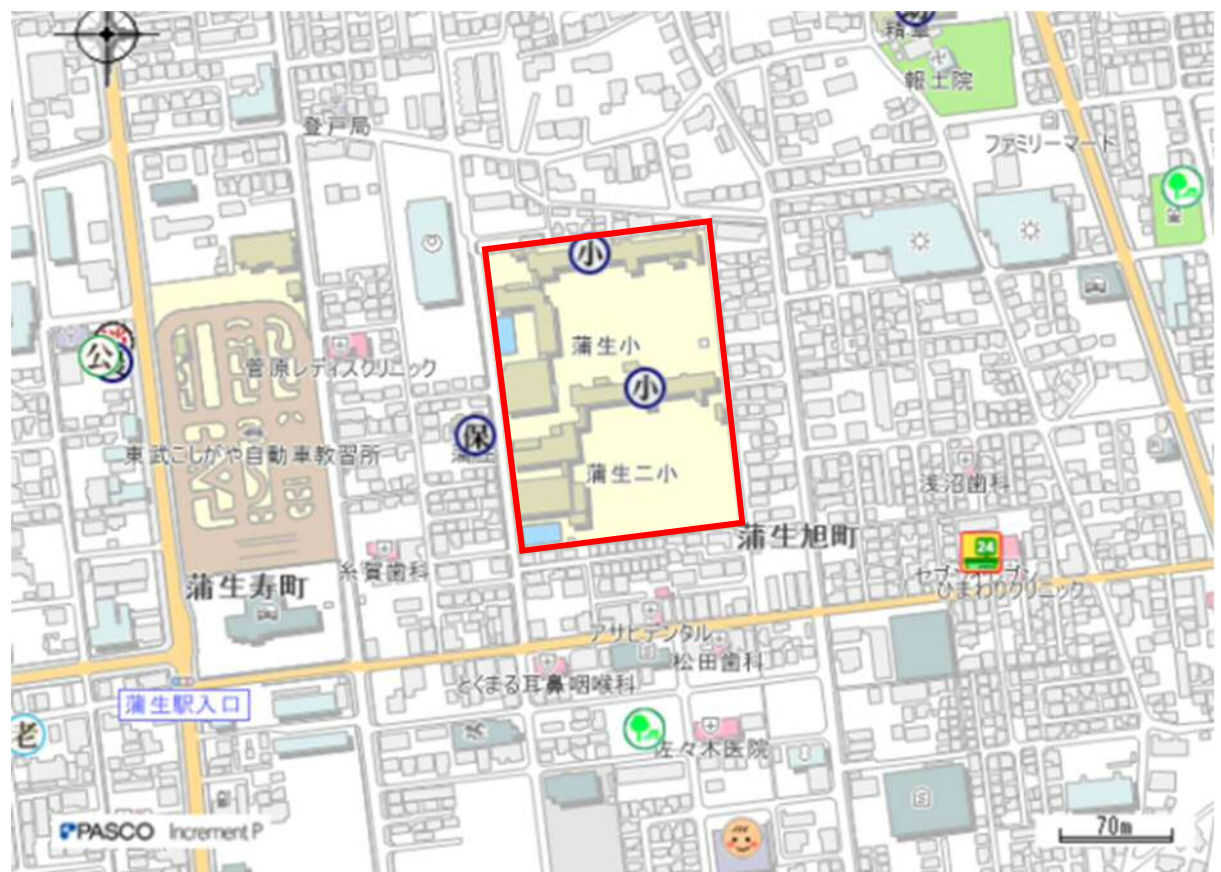 精華
報土院
登戸局
ファミリーマート
小
蒲生小
公
菅原レディスクリニック
小
保
東武こしがや自動車教習所
蒲生二小
浅沼歯科
蒲生旭町
24
糸賀歯科
セブンイレブン
ひまわりクリニック
蒲生寿町
アサヒデンタル
松田歯科
とくまる耳鼻咽喉科
蒲生駅入口
老
佐々木医院
PASCO Increment P
70m